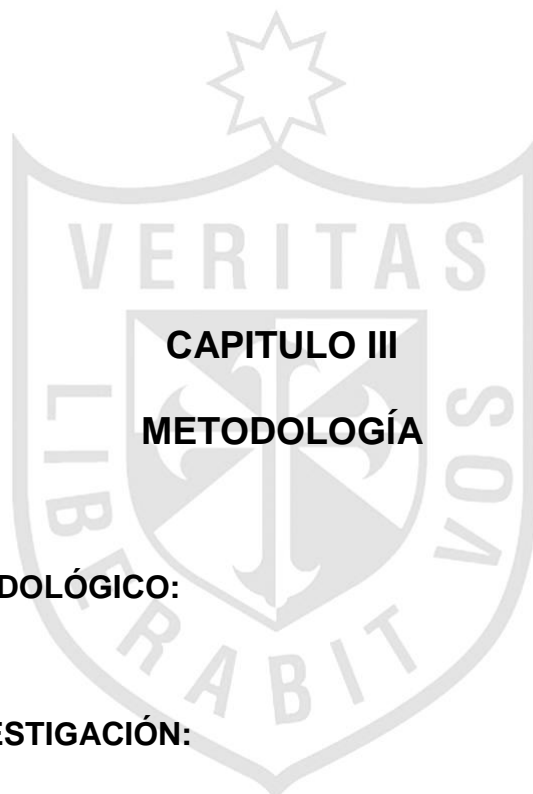 VERITAS
CAPITULO III
METODOLOGÍA
LIBERABIT VOS
DOLÓGICO:
ESTIGACIÓN: